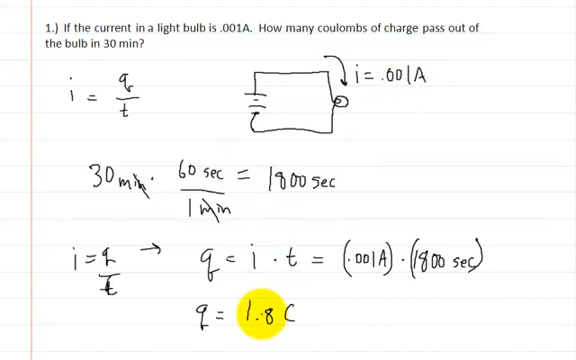 1.) If the current in a light bulb is .001A. How many coulombs of charge pass out of
the bulb in 30 min?
i = q/t
i = .001A
30 min · 60 sec / 1 min = 1800 sec
i = q/t → q = i · t = (.001A) · (1800 sec)
q = 1.8 C